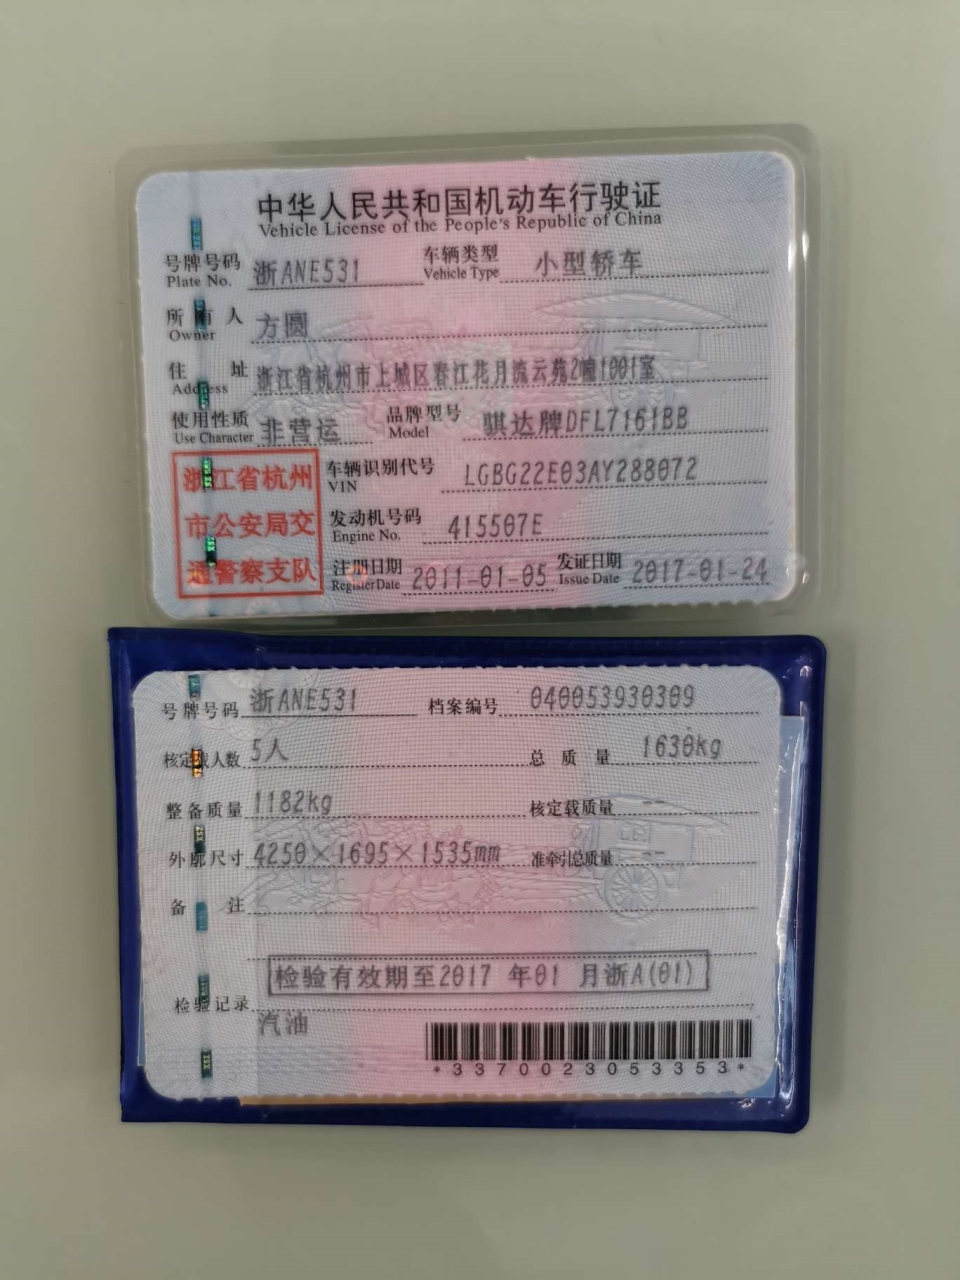 中华人民共和国机动车行驶证
Vehicle License of the People's Republic of China
号牌号码 浙ANE531 车辆类型 小型轿车
Plate No. Vehicle Type
所有人 方圆
Owner
住 址 浙江省杭州市上城区春江花月流云苑2幢1001室
Address
使用性质 非营运 品牌型号 骐达牌DFL7161BB
Use Character Model
浙江省杭州
市公安局交
通警察支队
车辆识别代号 LGBG22E03AY288072
VIN
发动机号码 415507E
Engine No.
注册日期 2011-01-05 发证日期 2017-01-24
Register Date Issue Date
号牌号码 浙ANE531 档案编号 040053930309
核定载人数 5人 总 质 量 1630kg
整备质量 1182kg 核定载质量 --
外廓尺寸 4250×1695×1535mm 准牵引总质量 --
备 注
检验有效期至2017 年01 月浙A(01)
检验记录
汽油
*3370023053353*